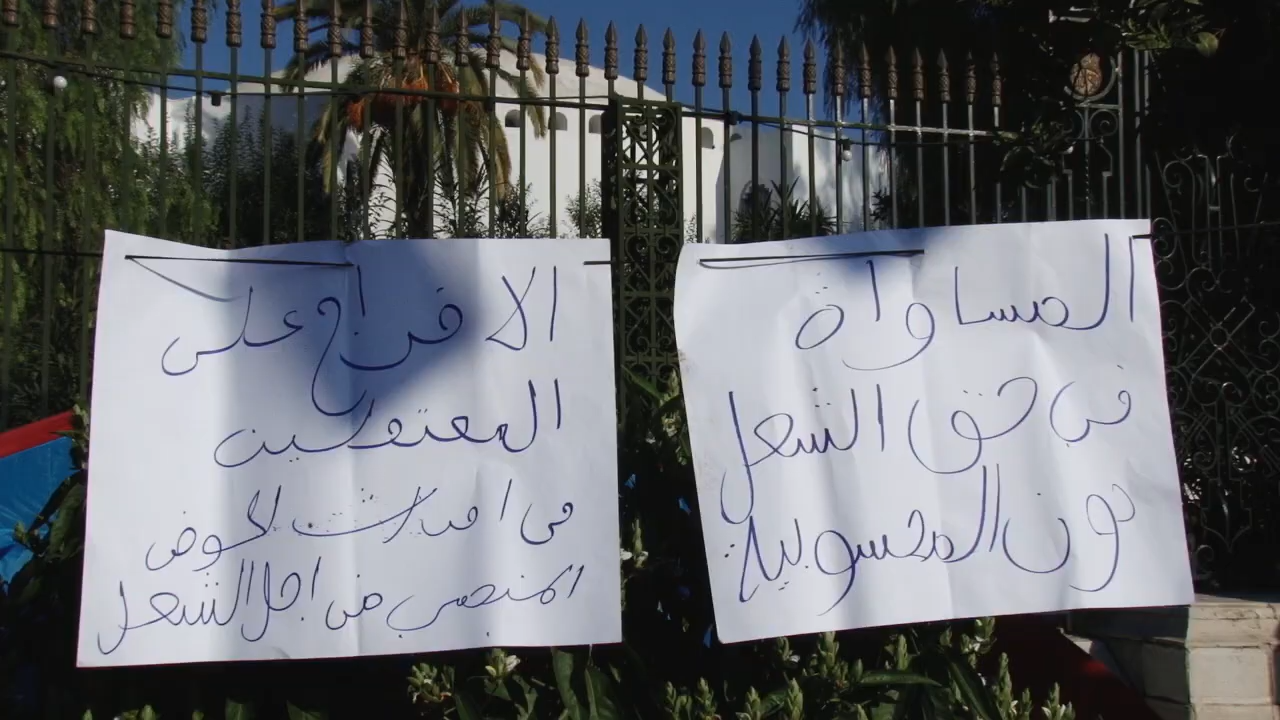 المساواة
في حق الشغل
دون المحسوبية
الافراج على
المعتقلين
في احداث الحوض
المنجمي من اجل الشغل